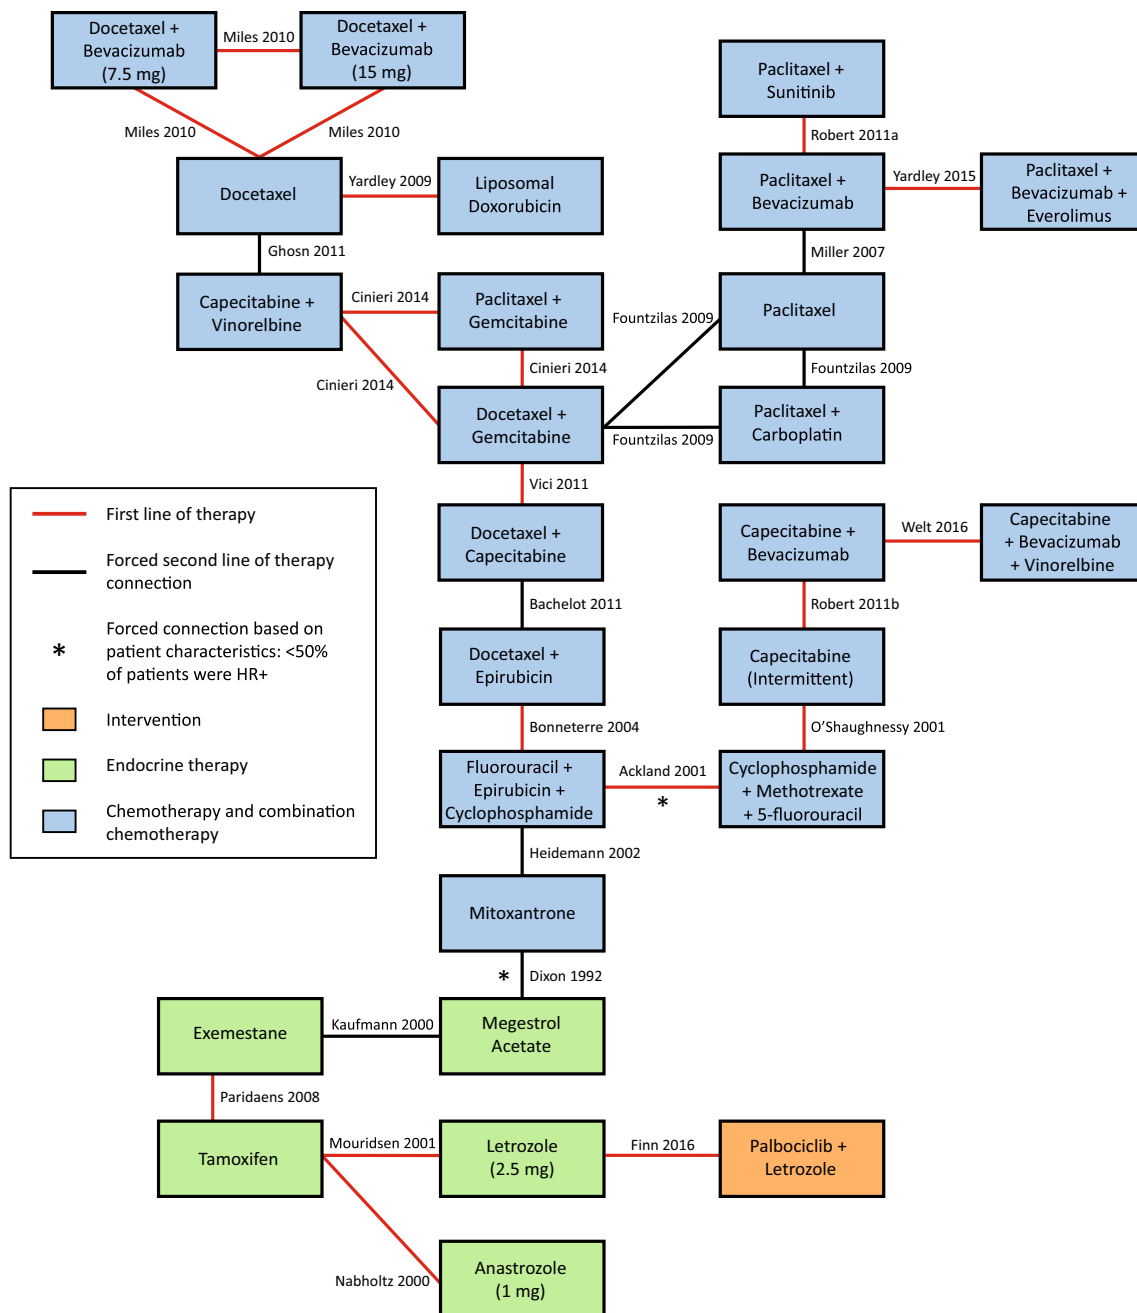 Docetaxel +
Bevacizumab
(7.5 mg)
Miles 2010
Docetaxel +
Bevacizumab
(15 mg)
Miles 2010
Miles 2010
Paclitaxel +
Sunitinib
Robert 2011a
Docetaxel
Yardley 2009
Liposomal
Doxorubicin
Paclitaxel +
Bevacizumab
Yardley 2015
Paclitaxel +
Bevacizumab +
Everolimus
Ghosn 2011
Miller 2007
Capecitabine +
Vinorelbine
Cinieri 2014
Paclitaxel +
Gemcitabine
Fountzilas 2009
Paclitaxel
Cinieri 2014
Cinieri 2014
Fountzilas 2009
Docetaxel +
Gemcitabine
Fountzilas 2009
Paclitaxel +
Carboplatin
Vici 2011
First line of therapy
Forced second line of therapy
connection
*
Forced connection based on
patient characteristics: <50%
of patients were HR+
Intervention
Endocrine therapy
Chemotherapy and combination
chemotherapy
Docetaxel +
Capecitabine
Capecitabine +
Bevacizumab
Welt 2016
Capecitabine
+ Bevacizumab
+ Vinorelbine
Bachelot 2011
Robert 2011b
Docetaxel +
Epirubicin
Capecitabine
(Intermittent)
Bonneterre 2004
O’Shaughnessy 2001
Fluorouracil +
Epirubicin +
Cyclophosphamide
Ackland 2001
*
Cyclophosphamide
+ Methotrexate
+ 5-fluorouracil
Heidemann 2002
Mitoxantrone
*
Dixon 1992
Exemestane
Kaufmann 2000
Megestrol
Acetate
Paridaens 2008
Tamoxifen
Mouridsen 2001
Letrozole
(2.5 mg)
Finn 2016
Palbociclib +
Letrozole
Nabholtz 2000
Anastrozole
(1 mg)